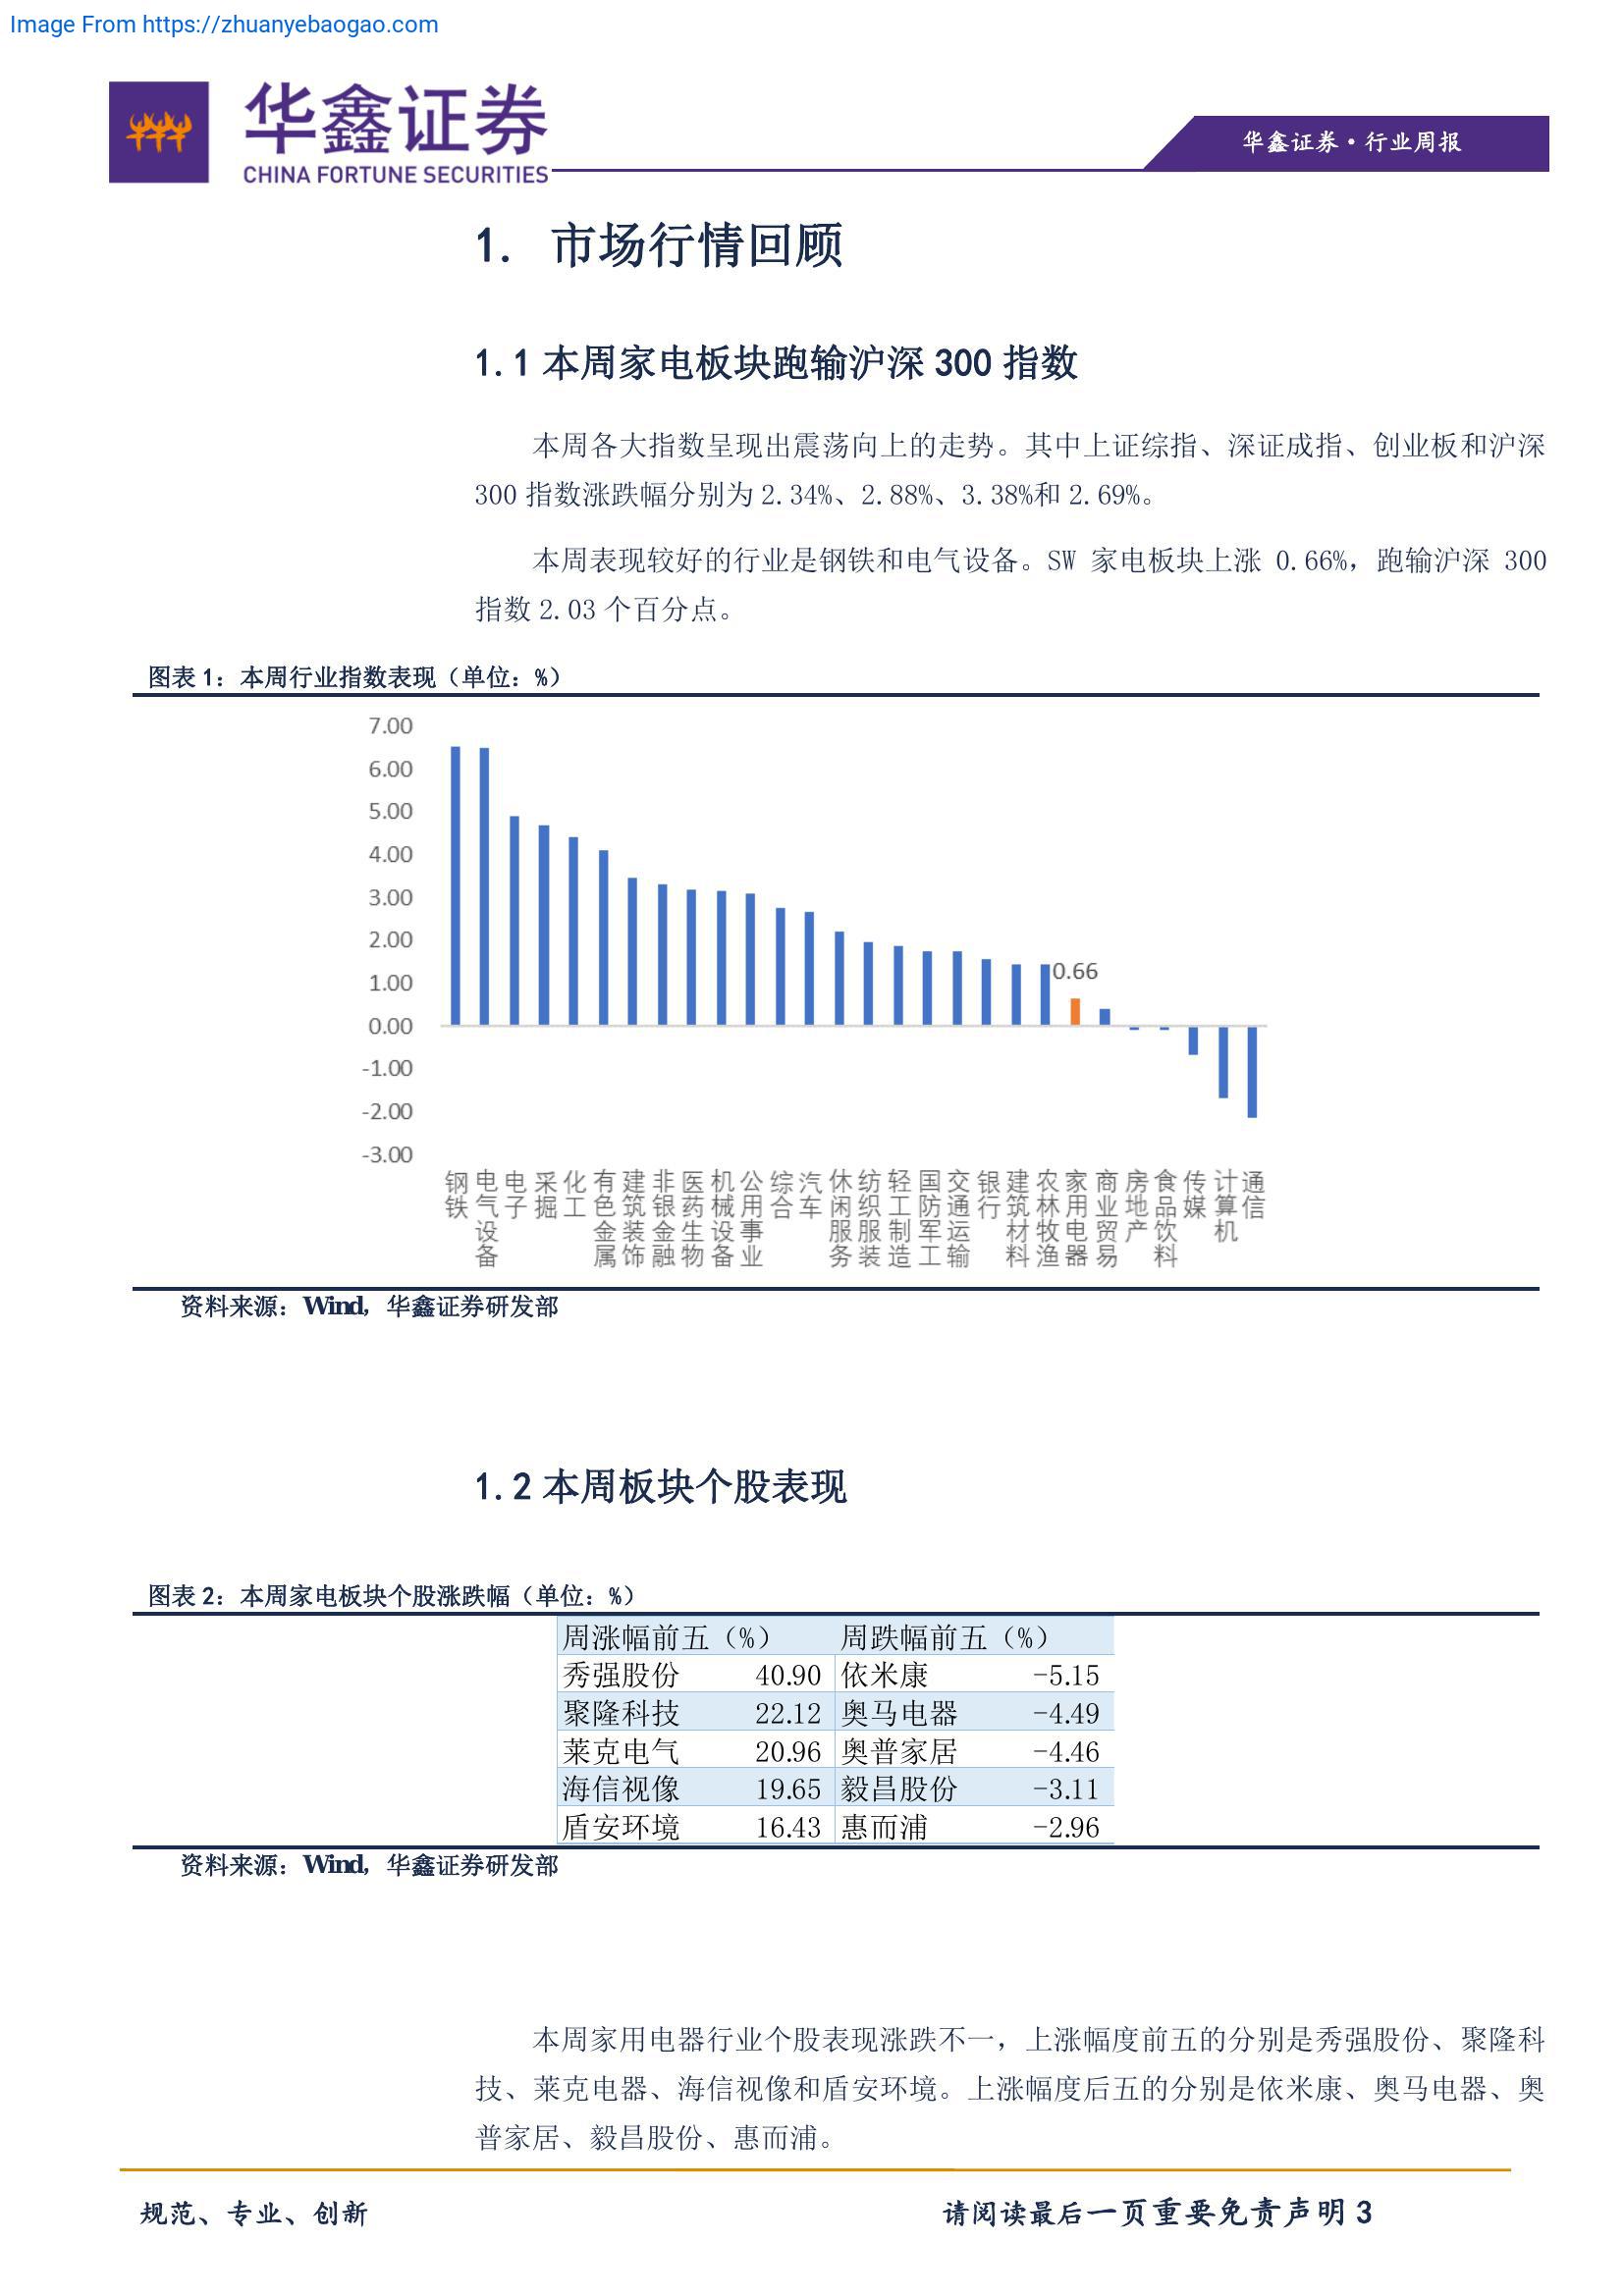 Image From https://zhuanyebaogao.com
华鑫证券
CHINA FORTUNE SECURITIES
华鑫证券·行业周报
1. 市场行情回顾
1.1 本周家电板块跑输沪深 300 指数
本周各大指数呈现出震荡向上的走势。其中上证综指、深证成指、创业板和沪深
300 指数涨跌幅分别为 2.34%、2.88%、3.38%和 2.69%。
本周表现较好的行业是钢铁和电气设备。SW 家电板块上涨 0.66%，跑输沪深 300
指数 2.03 个百分点。
图表 1：本周行业指数表现（单位：%）
7.00
6.00
5.00
4.00
3.00
2.00
1.00
0.00
-1.00
-2.00
-3.00
0.66
钢铁
电气设备
电子
采掘
化工
有色金属
建筑装饰
非银金融
医药生物
机械设备
公用事业
综合
汽车
休闲服务
纺织服装
轻工制造
国防军工
交通运输
银行
建筑材料
农林牧渔
家用电器
商业贸易
房地产
食品饮料
传媒
计算机
通信
资料来源：Wind，华鑫证券研发部
1.2 本周板块个股表现
图表 2：本周家电板块个股涨跌幅（单位：%）
周涨幅前五（%） 周跌幅前五（%）
秀强股份 40.90 依米康 -5.15
聚隆科技 22.12 奥马电器 -4.49
莱克电气 20.96 奥普家居 -4.46
海信视像 19.65 毅昌股份 -3.11
盾安环境 16.43 惠而浦 -2.96
资料来源：Wind，华鑫证券研发部
本周家用电器行业个股表现涨跌不一，上涨幅度前五的分别是秀强股份、聚隆科
技、莱克电器、海信视像和盾安环境。上涨幅度后五的分别是依米康、奥马电器、奥
普家居、毅昌股份、惠而浦。
规范、专业、创新
请阅读最后一页重要免责声明 3